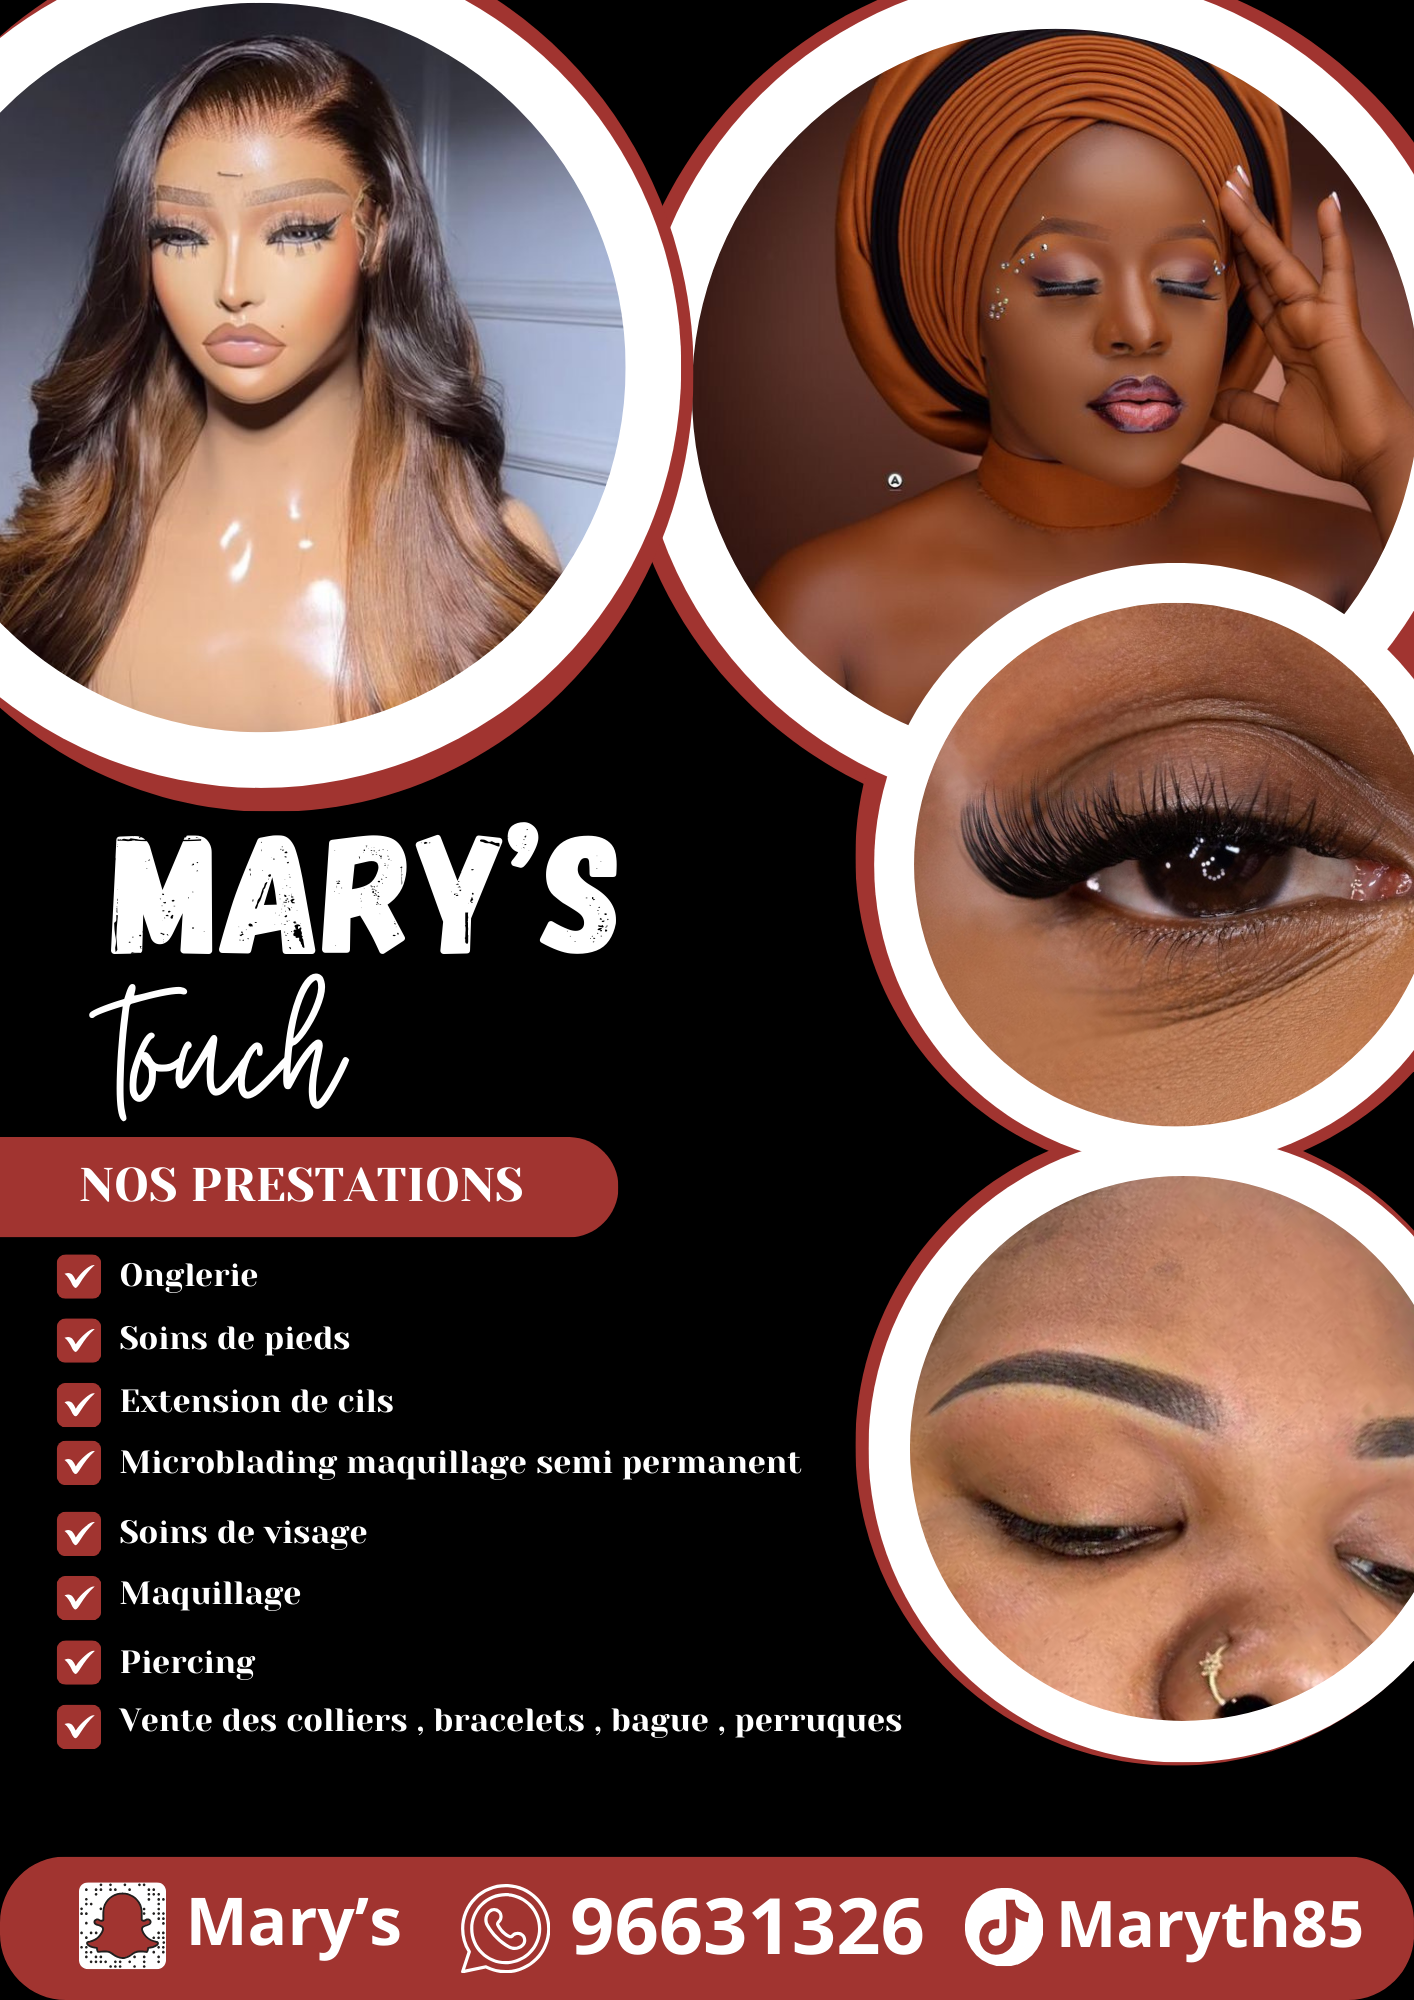 MARY'S
Touch
NOS PRESTATIONS
Onglerie
Soins de pieds
Extension de cils
Microblading maquillage semi permanent
Soins de visage
Maquillage
Piercing
Vente des colliers , bracelets , bague , perruques
Mary's 96631326 Maryth85